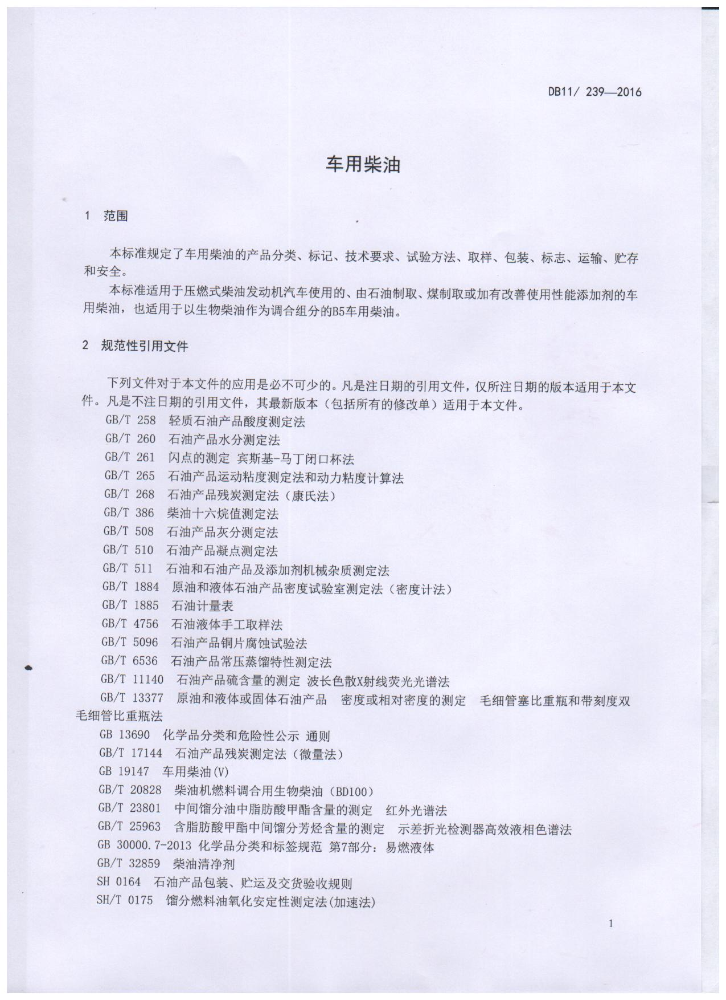 DB11/ 239—2016
车用柴油
1 范围
本标准规定了车用柴油的产品分类、标记、技术要求、试验方法、取样、包装、标志、运输、贮存
和安全。
本标准适用于压燃式柴油发动机汽车使用的、由石油制取、煤制取或加有改善使用性能添加剂的车
用柴油，也适用于以生物柴油作为调合组分的B5车用柴油。
2 规范性引用文件
下列文件对于本文件的应用是必不可少的。凡是注日期的引用文件，仅所注日期的版本适用于本文
件。凡是不注日期的引用文件，其最新版本（包括所有的修改单）适用于本文件。
GB/T 258 轻质石油产品酸度测定法
GB/T 260 石油产品水分测定法
GB/T 261 闪点的测定 宾斯基-马丁闭口杯法
GB/T 265 石油产品运动粘度测定法和动力粘度计算法
GB/T 268 石油产品残炭测定法（康氏法）
GB/T 386 柴油十六烷值测定法
GB/T 508 石油产品灰分测定法
GB/T 510 石油产品凝点测定法
GB/T 511 石油和石油产品及添加剂机械杂质测定法
GB/T 1884 原油和液体石油产品密度试验室测定法（密度计法）
GB/T 1885 石油计量表
GB/T 4756 石油液体手工取样法
GB/T 5096 石油产品铜片腐蚀试验法
GB/T 6536 石油产品常压蒸馏特性测定法
GB/T 11140 石油产品硫含量的测定 波长色散X射线荧光光谱法
GB/T 13377 原油和液体或固体石油产品 密度或相对密度的测定 毛细管塞比重瓶和带刻度双
毛细管比重瓶法
GB 13690 化学品分类和危险性公示 通则
GB/T 17144 石油产品残炭测定法（微量法）
GB 19147 车用柴油(V)
GB/T 20828 柴油机燃料调合用生物柴油（BD100）
GB/T 23801 中间馏分油中脂肪酸甲酯含量的测定 红外光谱法
GB/T 25963 含脂肪酸甲酯中间馏分芳烃含量的测定 示差折光检测器高效液相色谱法
GB 30000.7-2013 化学品分类和标签规范 第7部分：易燃液体
GB/T 32859 柴油清净剂
SH 0164 石油产品包装、贮运及交货验收规则
SH/T 0175 馏分燃料油氧化安定性测定法(加速法)
1